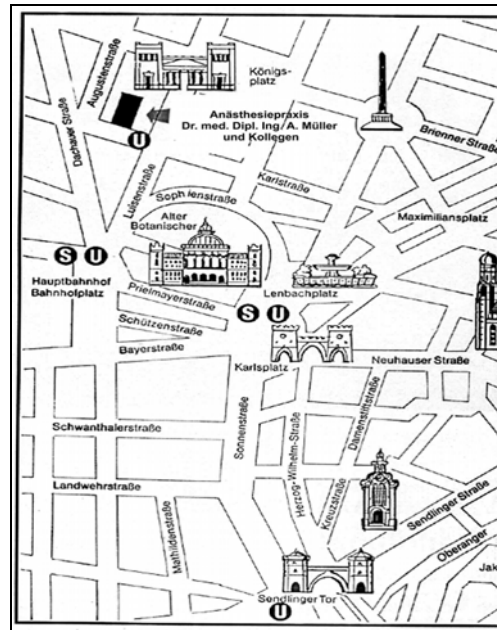 Augustenstraße
Königs-
platz
Dachauer Straße
Anästhesiepraxis
Dr. med. Dipl. Ing. A. Müller
und Kollegen
U
Brienner Straße
Luisenstraße
Karlstraße
Sophienstraße
Maximiliansplatz
Alter
Botanischer
S U
Hauptbahnhof
Bahnhofplatz
Prielmayerstraße
Lenbachplatz
Schützenstraße
S U
Bayerstraße
Karlsplatz
Neuhauser Straße
Sonnenstraße
Herzog-Wilhelm-Straße
Damenstiftstraße
Schwanthalerstraße
Landwehrstraße
Kreuzstraße
Sendlinger Straße
Mathildenstraße
Oberanger
Jak
Sendlinger Tor
U